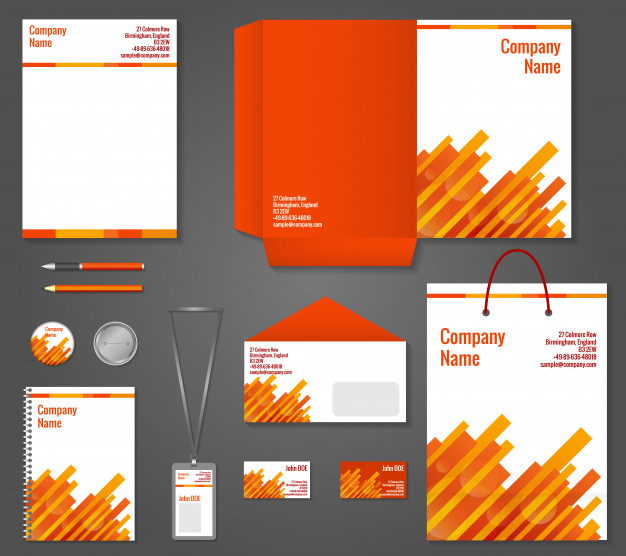 Company
Name
27 Colmore Row
Birmingham, England
B3 2EW
+49-89-636-48018
sample@company.com
27 Colmore Row
Birmingham, England
B3 2EW
+49-89-636-48018
sample@company.com
Company
Name
Company
Name
27 Colmore Row
Birmingham, England
B3 2EW
+49-89-636-48018
sample@company.com
Company
Name
27 Colmore Row
Birmingham, England
B3 2EW
+49-89-636-48018
sample@company.com
Company
Name
Company
Name
John DOE
John DOE
John DOE